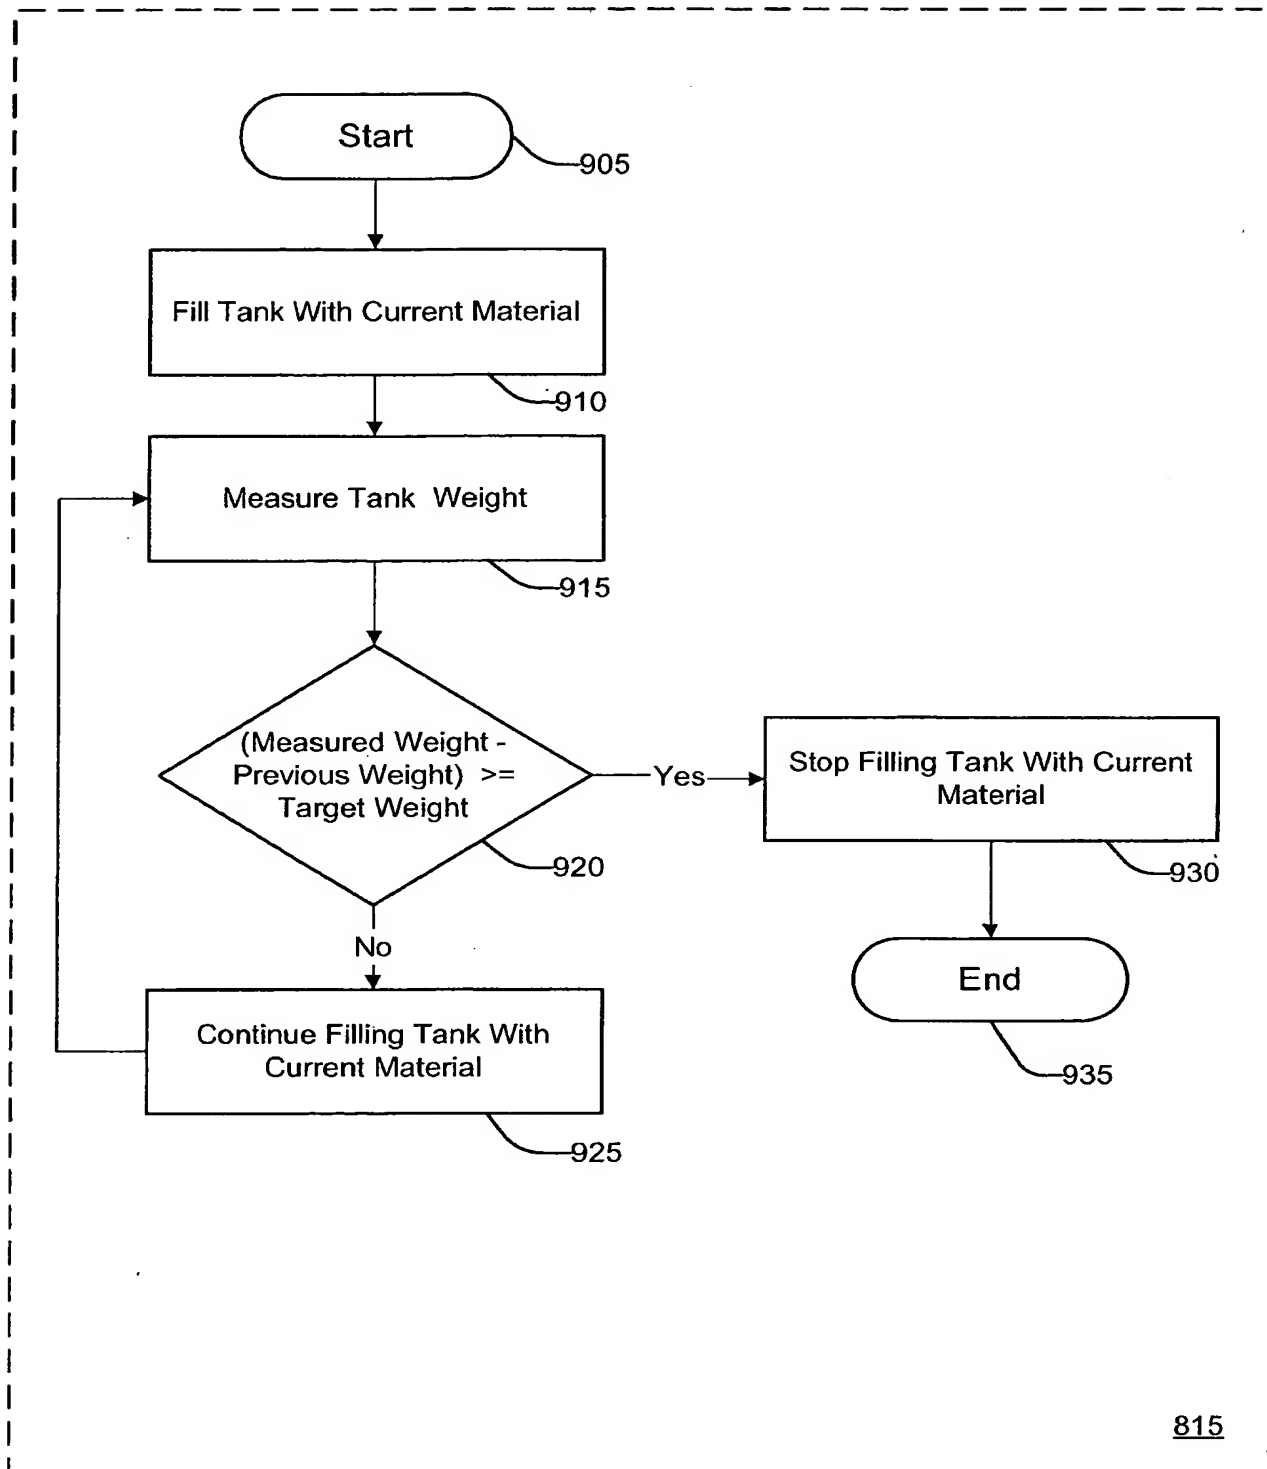 Start
905
Fill Tank With Current Material
910
Measure Tank Weight
915
(Measured Weight -
Previous Weight) >=
Target Weight
920
Yes
Stop Filling Tank With Current
Material
930
No
End
935
Continue Filling Tank With
Current Material
925
815